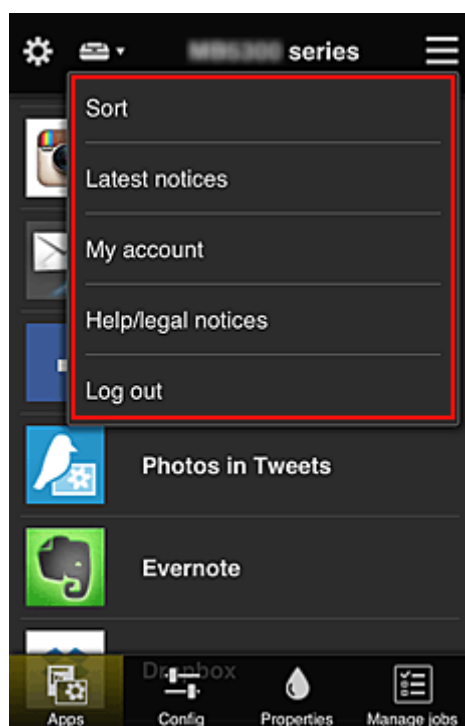 series
Sort
Latest notices
My account
Help/legal notices
Log out
Photos in Tweets
Evernote
Dropbox
Apps
Config
Properties
Manage jobs